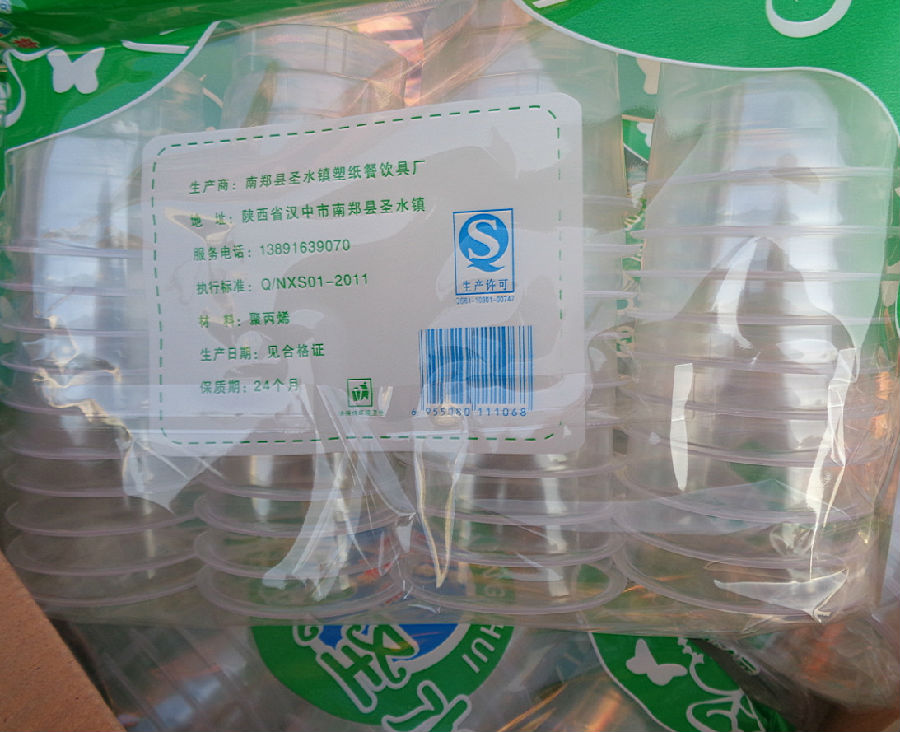 生产商：南郑县圣水镇塑纸餐饮具厂
地 址：陕西省汉中市南郑县圣水镇
服务电话：13891639070
执行标准：Q/NXS01-2011
材 料：聚丙烯
生产日期：见合格证
保质期：24个月
生产许可
6 955080 111068
HUI